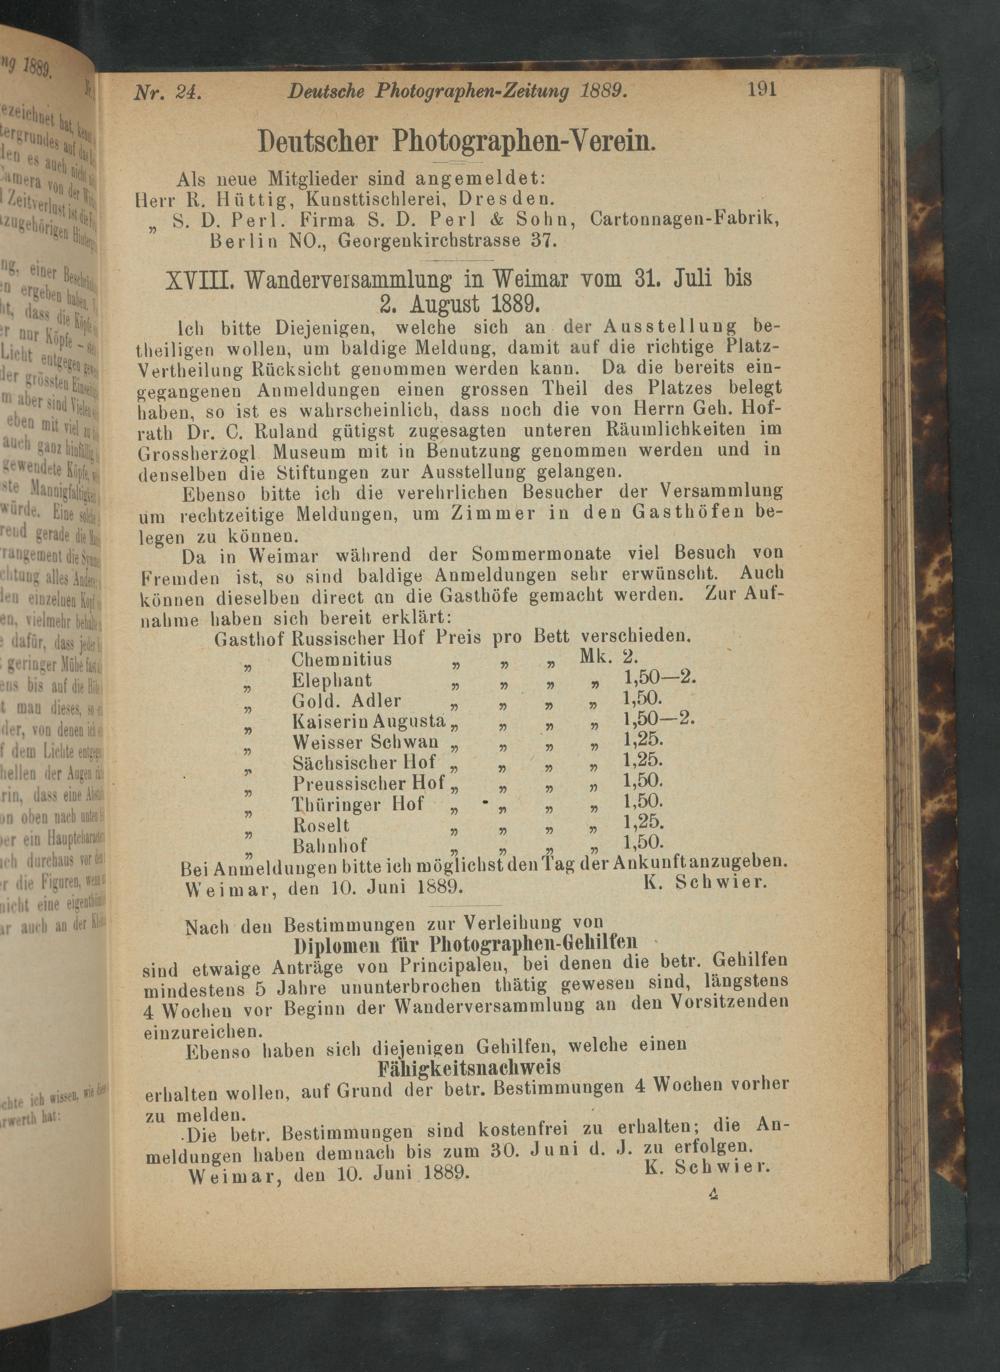 ng 1889.
Nr. 24. Deutsche Photographen-Zeitung 1889. 191
Deutscher Photographen-Verein.
Als neue Mitglieder sind angemeldet:
Herr R. Hüttig, Kunsttischlerei, Dresden.
„ S. D. Perl. Firma S. D. Perl & Sohn, Cartonnagen-Fabrik,
Berlin NO., Georgenkirchstrasse 37.
XVIII. Wanderversammlung in Weimar vom 31. Juli bis
2. August 1889.
Ich bitte Diejenigen, welche sich an der Ausstellung be-
theiligen wollen, um baldige Meldung, damit auf die richtige Platz-
Vertheilung Rücksicht genommen werden kann. Da die bereits ein-
gegangenen Anmeldungen einen grossen Theil des Platzes belegt
haben, so ist es wahrscheinlich, dass noch die von Herrn Geh. Hof-
rath Dr. C. Ruland gütigst zugesagten unteren Räumlichkeiten im
Grossherzogl Museum mit in Benutzung genommen werden und in
denselben die Stiftungen zur Ausstellung gelangen.
Ebenso bitte ich die verehrlichen Besucher der Versammlung
um rechtzeitige Meldungen, um Zimmer in den Gasthöfen be-
legen zu können.
Da in Weimar während der Sommermonate viel Besuch von
Fremden ist, so sind baldige Anmeldungen sehr erwünscht. Auch
können dieselben direct an die Gasthöfe gemacht werden. Zur Auf-
nahme haben sich bereit erklärt:
Gasthof Russischer Hof Preis pro Bett verschieden.
„ Chemnitius „ „ „ Mk. 2.
„ Elephant „ „ „ „ 1,50—2.
„ Gold. Adler „ „ „ „ 1,50.
„ Kaiserin Augusta „ „ „ „ 1,50—2.
„ Weisser Schwan „ „ „ „ 1,25.
„ Sächsischer Hof „ „ „ „ 1,25.
„ Preussischer Hof „ „ „ „ 1,50.
„ Thüringer Hof „ „ „ „ 1,50.
„ Roselt „ „ „ „ 1,25.
„ Bahnhof „ „ „ „ 1,50.
Bei Anmeldungen bitte ich möglichst den Tag der Ankunft anzugeben.
Weimar, den 10. Juni 1889. K. Schwier.
Nach den Bestimmungen zur Verleihung von
Diplomen für Photographen-Gehilfen
sind etwaige Anträge von Principalen, bei denen die betr. Gehilfen
mindestens 5 Jahre ununterbrochen thätig gewesen sind, längstens
4 Wochen vor Beginn der Wanderversammlung an den Vorsitzenden
einzureichen.
Ebenso haben sich diejenigen Gehilfen, welche einen
Fähigkeitsnachweis
erhalten wollen, auf Grund der betr. Bestimmungen 4 Wochen vorher
zu melden.
Die betr. Bestimmungen sind kostenfrei zu erhalten; die An-
meldungen haben demnach bis zum 30. Juni d. J. zu erfolgen.
Weimar, den 10. Juni 1889. K. Schwier.